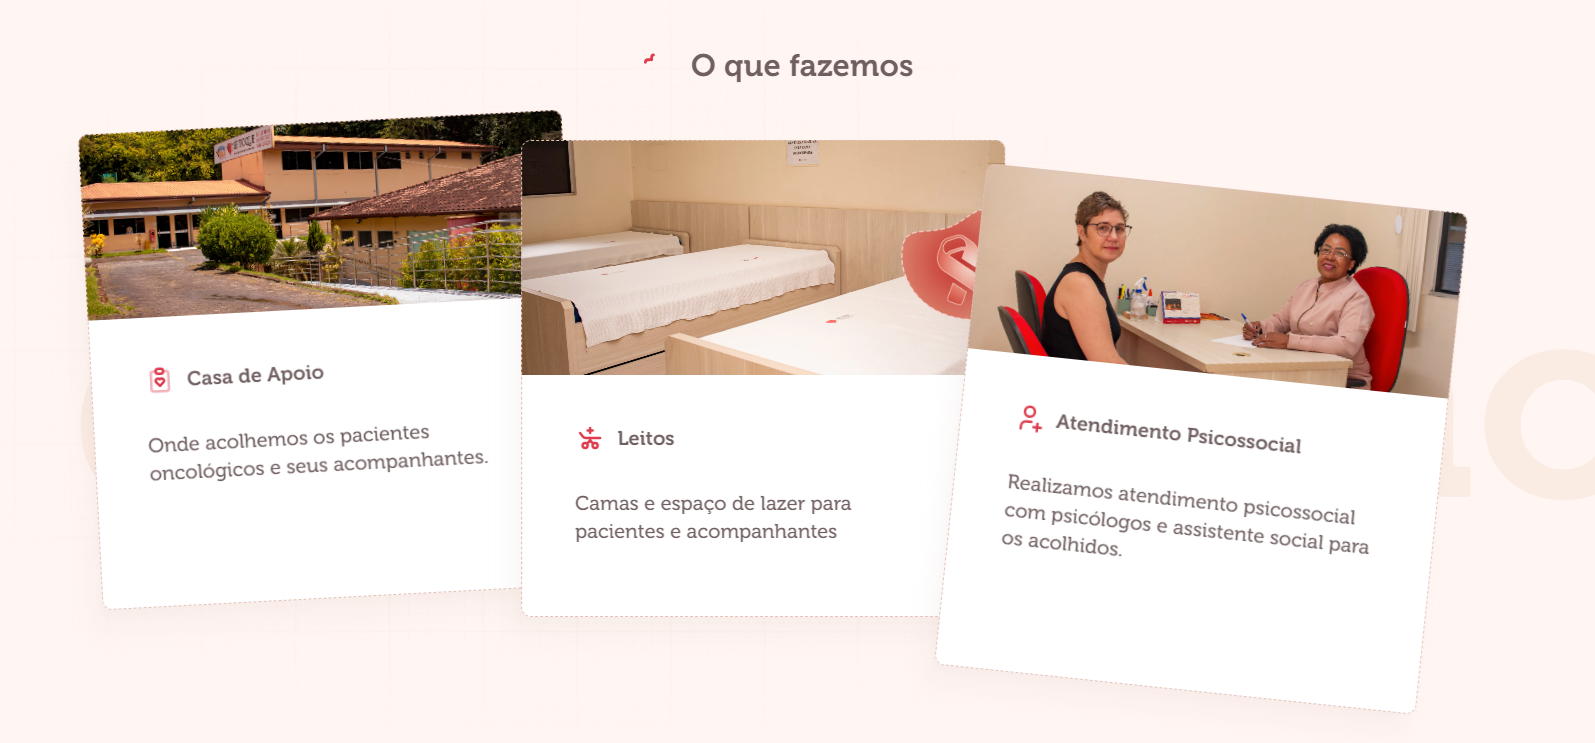 O que fazemos
Casa de Apoio
Onde acolhemos os pacientes
oncológicos e seus acompanhantes.
Leitos
Camas e espaço de lazer para
pacientes e acompanhantes
Atendimento Psicossocial
Realizamos atendimento psicossocial
com psicólogos e assistente social para
os acolhidos.